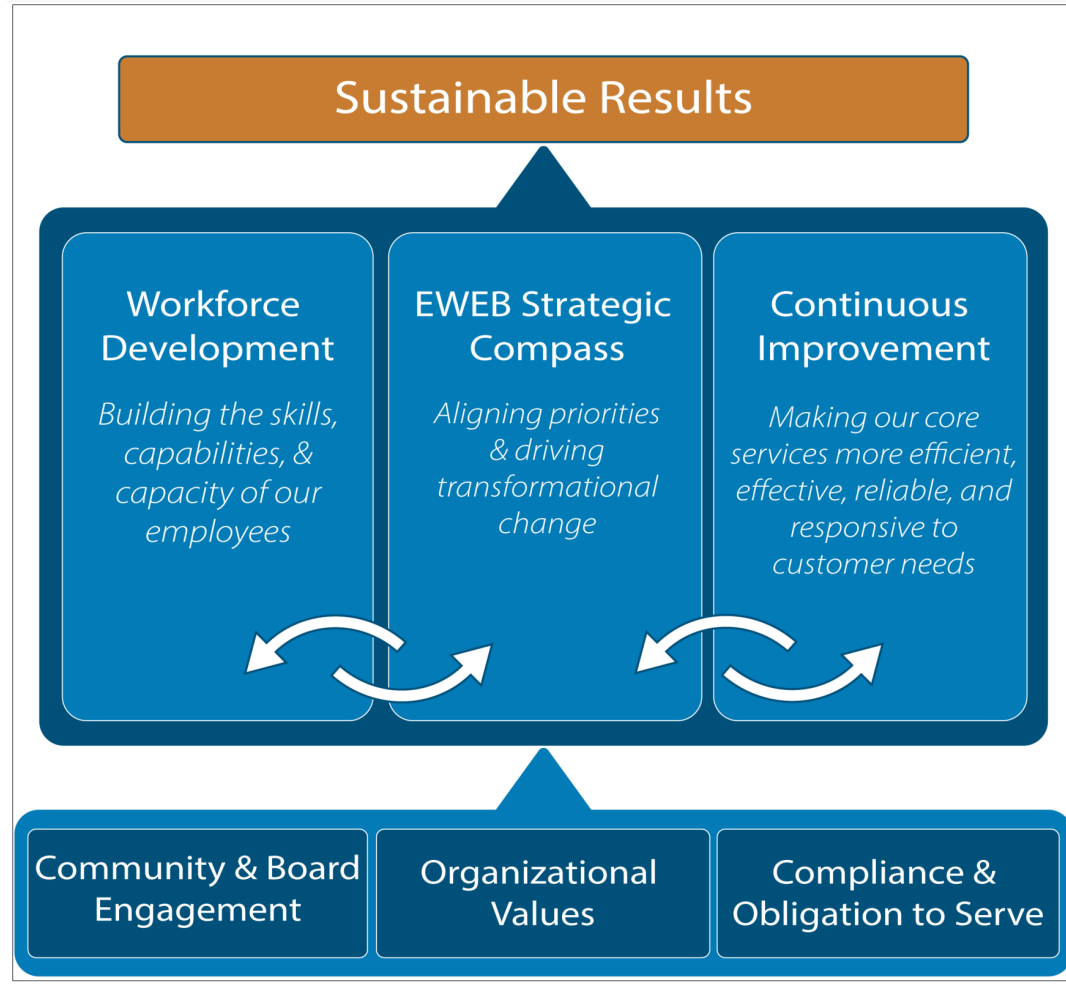 Sustainable Results
Workforce
Development
Building the skills,
capabilities, &
capacity of our
employees
EWEB Strategic
Compass
Aligning priorities
& driving
transformational
change
Continuous
Improvement
Making our core
services more efficient,
effective, reliable, and
responsive to
customer needs
Community & Board
Engagement
Organizational
Values
Compliance &
Obligation to Serve